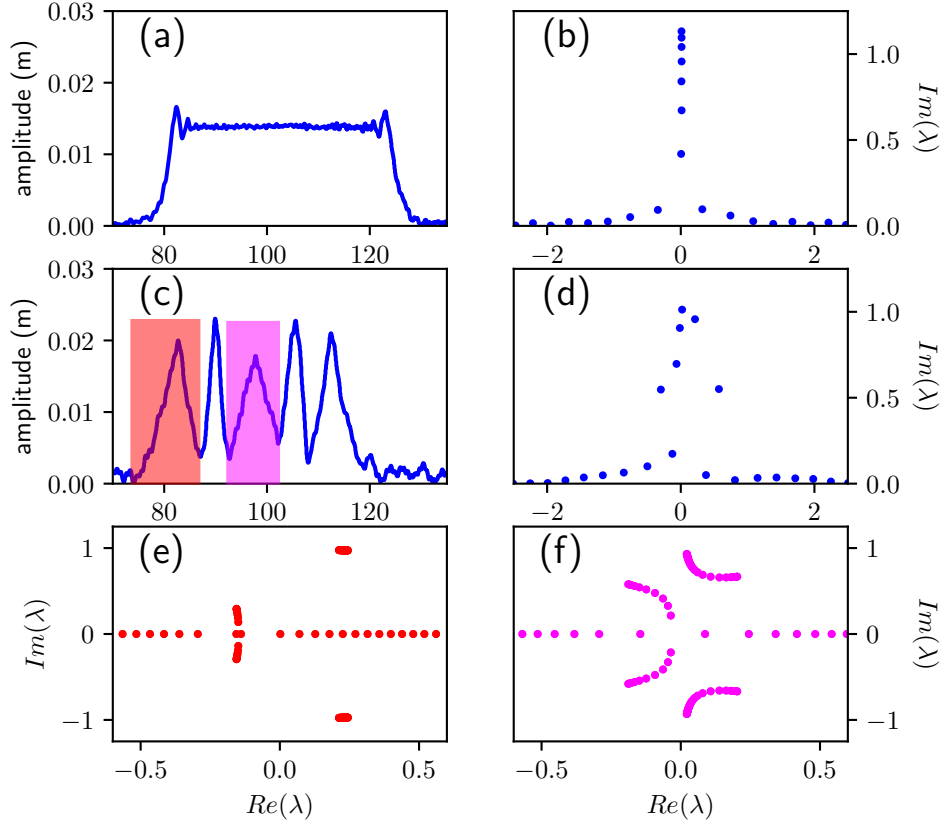 0.03 (a) (b)
amplitude (m) 0.02 1.0 Im(λ)
0.01 0.5
0.00 0.0
80 100 120 −2 0 2
0.03 (c) (d)
amplitude (m) 0.02 1.0 Im(λ)
0.01 0.5
0.00 0.0
80 100 120 −2 0 2
1 (e) (f) 1
Im(λ) 0 0 Im(λ)
−1 −1
−0.5 0.0 0.5 −0.5 0.0 0.5
Re(λ) Re(λ)